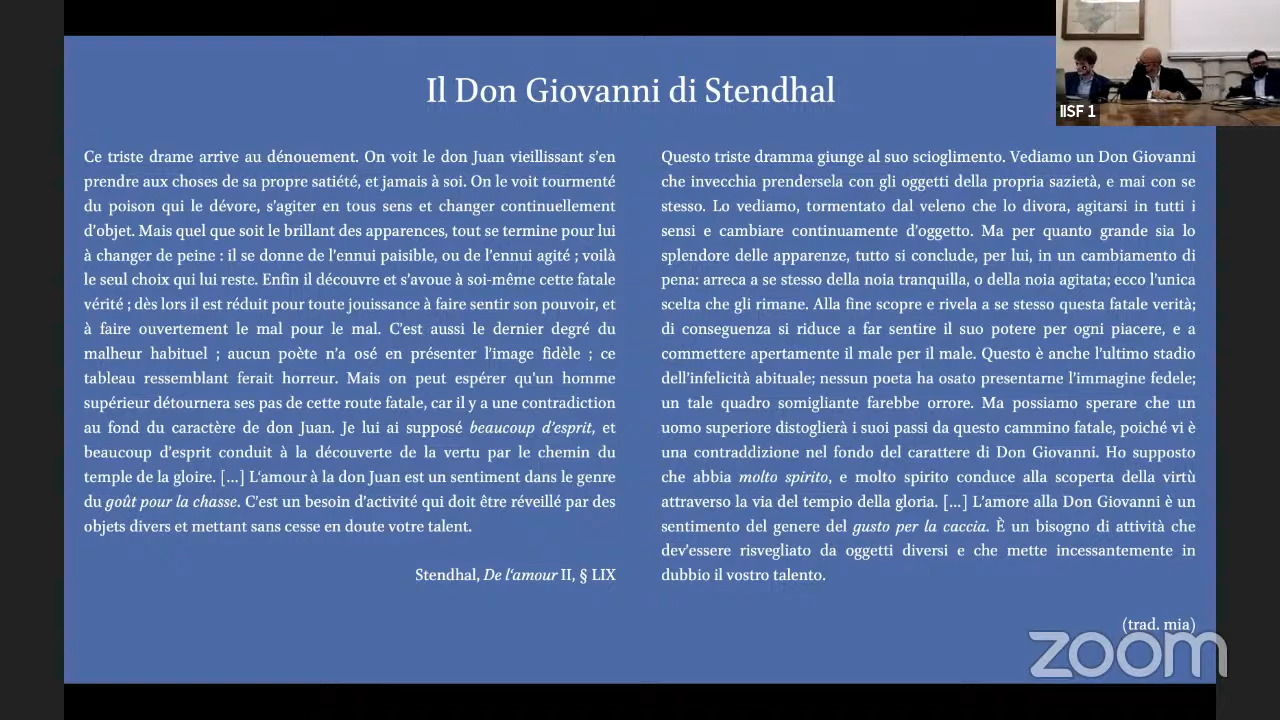 Il Don Giovanni di Stendhal
IISF 1
Ce triste drame arrive au dénouement. On voit le don Juan vieillissant s’en
prendre aux choses de sa propre satiété, et jamais à soi. On le voit tourmenté
du poison qui le dévore, s’agiter en tous sens et changer continuellement
d’objet. Mais quel que soit le brillant des apparences, tout se termine pour lui
à changer de peine : il se donne de l’ennui paisible, ou de l’ennui agité ; voilà
le seul choix qui lui reste. Enfin il découvre et s’avoue à soi-même cette fatale
vérité ; dès lors il est réduit pour toute jouissance à faire sentir son pouvoir, et
à faire ouvertement le mal pour le mal. C’est aussi le dernier degré du
malheur habituel ; aucun poète n’a osé en présenter l’image fidèle ; ce
tableau ressemblant ferait horreur. Mais on peut espérer qu’un homme
supérieur détournera ses pas de cette route fatale, car il y a une contradiction
au fond du caractère de don Juan. Je lui ai supposé beaucoup d’esprit, et
beaucoup d’esprit conduit à la découverte de la vertu par le chemin du
temple de la gloire. [...] L‘amour à la don Juan est un sentiment dans le genre
du goût pour la chasse. C’est un besoin d’activité qui doit être réveillé par des
objets divers et mettant sans cesse en doute votre talent.
Stendhal, De l‘amour II, § LIX
Questo triste dramma giunge al suo scioglimento. Vediamo un Don Giovanni
che invecchia prendersela con gli oggetti della propria sazietà, e mai con se
stesso. Lo vediamo, tormentato dal veleno che lo divora, agitarsi in tutti i
sensi e cambiare continuamente d’oggetto. Ma per quanto grande sia lo
splendore delle apparenze, tutto si conclude, per lui, in un cambiamento di
pena: arreca a se stesso della noia tranquilla, o della noia agitata; ecco l’unica
scelta che gli rimane. Alla fine scopre e rivela a se stesso questa fatale verità;
di conseguenza si riduce a far sentire il suo potere per ogni piacere, e a
commettere apertamente il male per il male. Questo è anche l’ultimo stadio
dell’infelicità abituale; nessun poeta ha osato presentarne l’immagine fedele;
un tale quadro somigliante farebbe orrore. Ma possiamo sperare che un
uomo superiore distoglierà i suoi passi da questo cammino fatale, poiché vi è
una contraddizione nel fondo del carattere di Don Giovanni. Ho supposto
che abbia molto spirito, e molto spirito conduce alla scoperta della virtù
attraverso la via del tempio della gloria. [...] L’amore alla Don Giovanni è un
sentimento del genere del gusto per la caccia. È un bisogno di attività che
dev’essere risvegliato da oggetti diversi e che mette incessantemente in
dubbio il vostro talento.
(trad. mia)
zoom